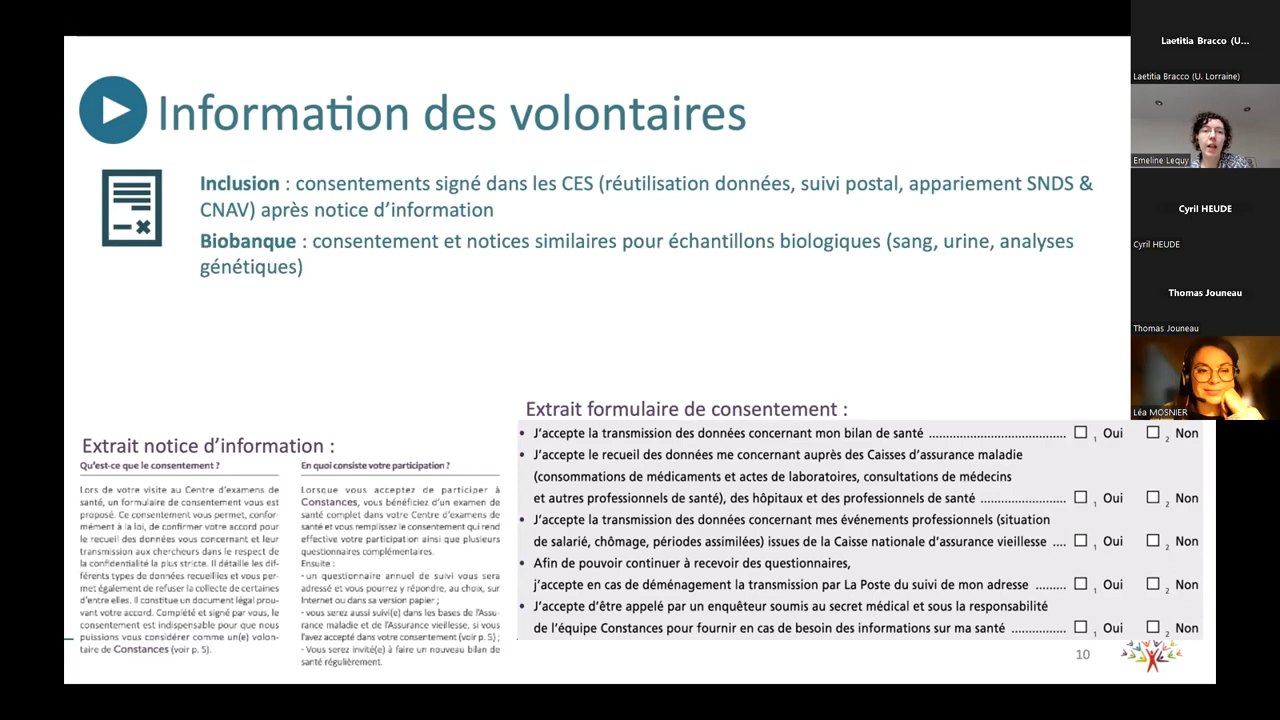 Information des volontaires
Inclusion : consentements signé dans les CES (réutilisation données, suivi postal, appariement SNDS &
CNAV) après notice d’information
Biobanque : consentement et notices similaires pour échantillons biologiques (sang, urine, analyses
génétiques)
Extrait notice d’information :
Qu'est-ce que le consentement ?
Lors de votre visite au Centre d'examens de
santé, un formulaire de consentement vous est
proposé. Ce consentement vous permet, confor-
mément à la loi, de confirmer votre accord pour
le recueil des données vous concernant et leur
transmission aux chercheurs dans le respect de
la confidentialité la plus stricte. Il détaille les dif-
férents types de données recueillies et vous per-
met également de refuser la collecte de certaines
d'entre elles. Il constitue un document légal prou-
vant votre accord. Complété et signé par vous, le
consentement est indispensable pour que nous
puissions vous considérer comme un(e) volon-
taire de Constances (voir p. 5).
En quoi consiste votre participation ?
Lorsque vous acceptez de participer à
Constances, vous bénéficiez d'un examen de
santé complet dans votre Centre d'examens de
santé et vous remplissez le consentement qui rend
effective votre participation ainsi que plusieurs
questionnaires complémentaires.
Ensuite :
- un questionnaire annuel de suivi vous sera
adressé et vous pourrez y répondre, au choix, sur
Internet ou dans sa version papier ;
- vous serez aussi suivi(e) dans les bases de l'Assu-
rance maladie et de l'Assurance vieillesse, si vous
l'avez accepté dans votre consentement (voir p. 5) ;
- Vous serez invité(e) à faire un nouveau bilan de
santé régulièrement.
Extrait formulaire de consentement :
• J’accepte la transmission des données concernant mon bilan de santé ..................................... ☐ 1 Oui ☐ 2 Non
• J’accepte le recueil des données me concernant auprès des Caisses d’assurance maladie
(consommations de médicaments et actes de laboratoires, consultations de médecins
et autres professionnels de santé), des hôpitaux et des professionnels de santé ....................... ☐ 1 Oui ☐ 2 Non
• J’accepte la transmission des données concernant mes événements professionnels (situation
de salarié, chômage, périodes assimilées) issues de la Caisse nationale d’assurance vieillesse .... ☐ 1 Oui ☐ 2 Non
• Afin de pouvoir continuer à recevoir des questionnaires,
j’accepte en cas de déménagement la transmission par La Poste du suivi de mon adresse ........ ☐ 1 Oui ☐ 2 Non
• J’accepte d’être appelé par un enquêteur soumis au secret médical et sous la responsabilité
de l’équipe Constances pour fournir en cas de besoin des informations sur ma santé ............... ☐ 1 Oui ☐ 2 Non
10
Laetitia Bracco (U...
Laetitia Bracco (U. Lorraine)
Emeline Lequy
Cyril HEUDE
Cyril HEUDE
Thomas Jouneau
Thomas Jouneau
Léa MOSNIER